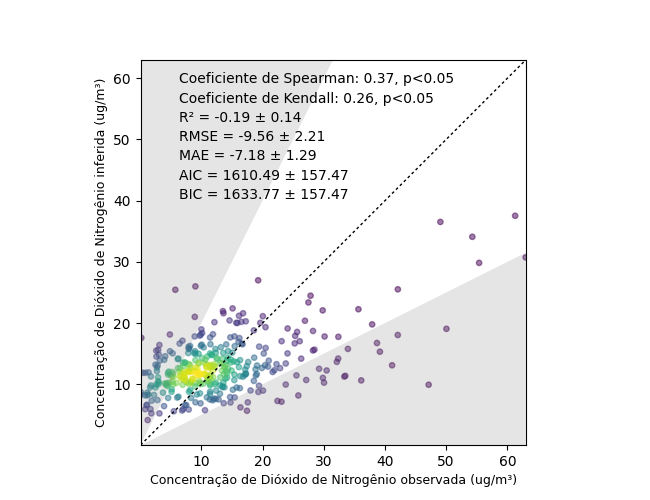 Coeficiente de Spearman: 0.37, p<0.05
Coeficiente de Kendall: 0.26, p<0.05
R² = -0.19 ± 0.14
RMSE = -9.56 ± 2.21
MAE = -7.18 ± 1.29
AIC = 1610.49 ± 157.47
BIC = 1633.77 ± 157.47
Concentração de Dióxido de Nitrogênio inferida (ug/m³)
60
50
40
30
20
10
10 20 30 40 50 60
Concentração de Dióxido de Nitrogênio observada (ug/m³)